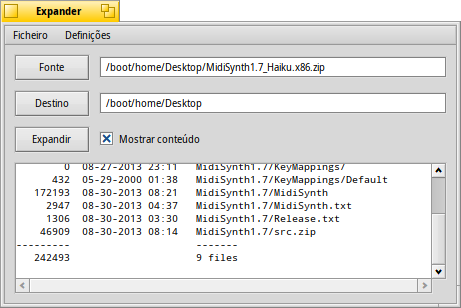 Expander
Ficheiro Definições
Fonte /boot/home/Desktop/MidiSynth1.7_Haiku.x86.zip
Destino /boot/home/Desktop
Expandir Mostrar conteúdo
0 08-27-2013 23:11 MidiSynth1.7/KeyMappings/
432 05-29-2000 01:38 MidiSynth1.7/KeyMappings/Default
172193 08-30-2013 08:21 MidiSynth1.7/MidiSynth
2947 08-30-2013 04:37 MidiSynth1.7/MidiSynth.txt
1306 08-30-2013 03:30 MidiSynth1.7/Release.txt
46909 08-30-2013 08:14 MidiSynth1.7/src.zip
--------- -------
242493 9 files